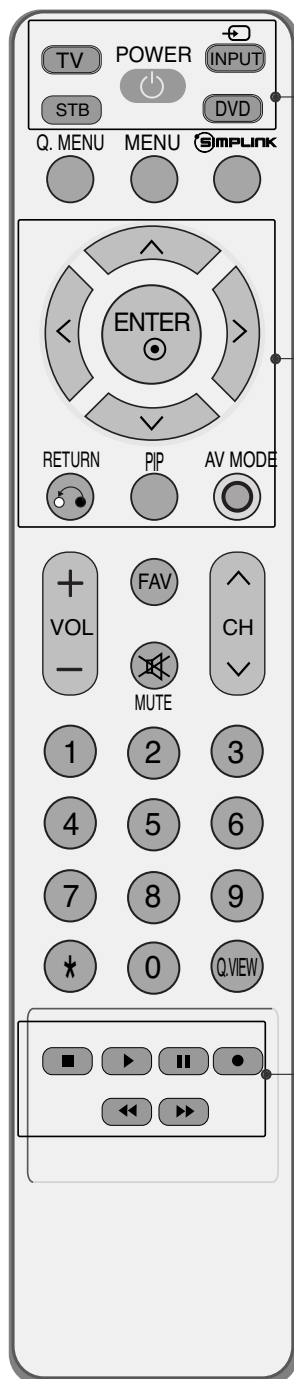 TV POWER INPUT
STB DVD
Q. MENU MENU SIMPLINK
ENTER
RETURN PIP AV MODE
+ FAV
VOL CH
−
MUTE
1 2 3
4 5 6
7 8 9
* 0 Q.VIEW